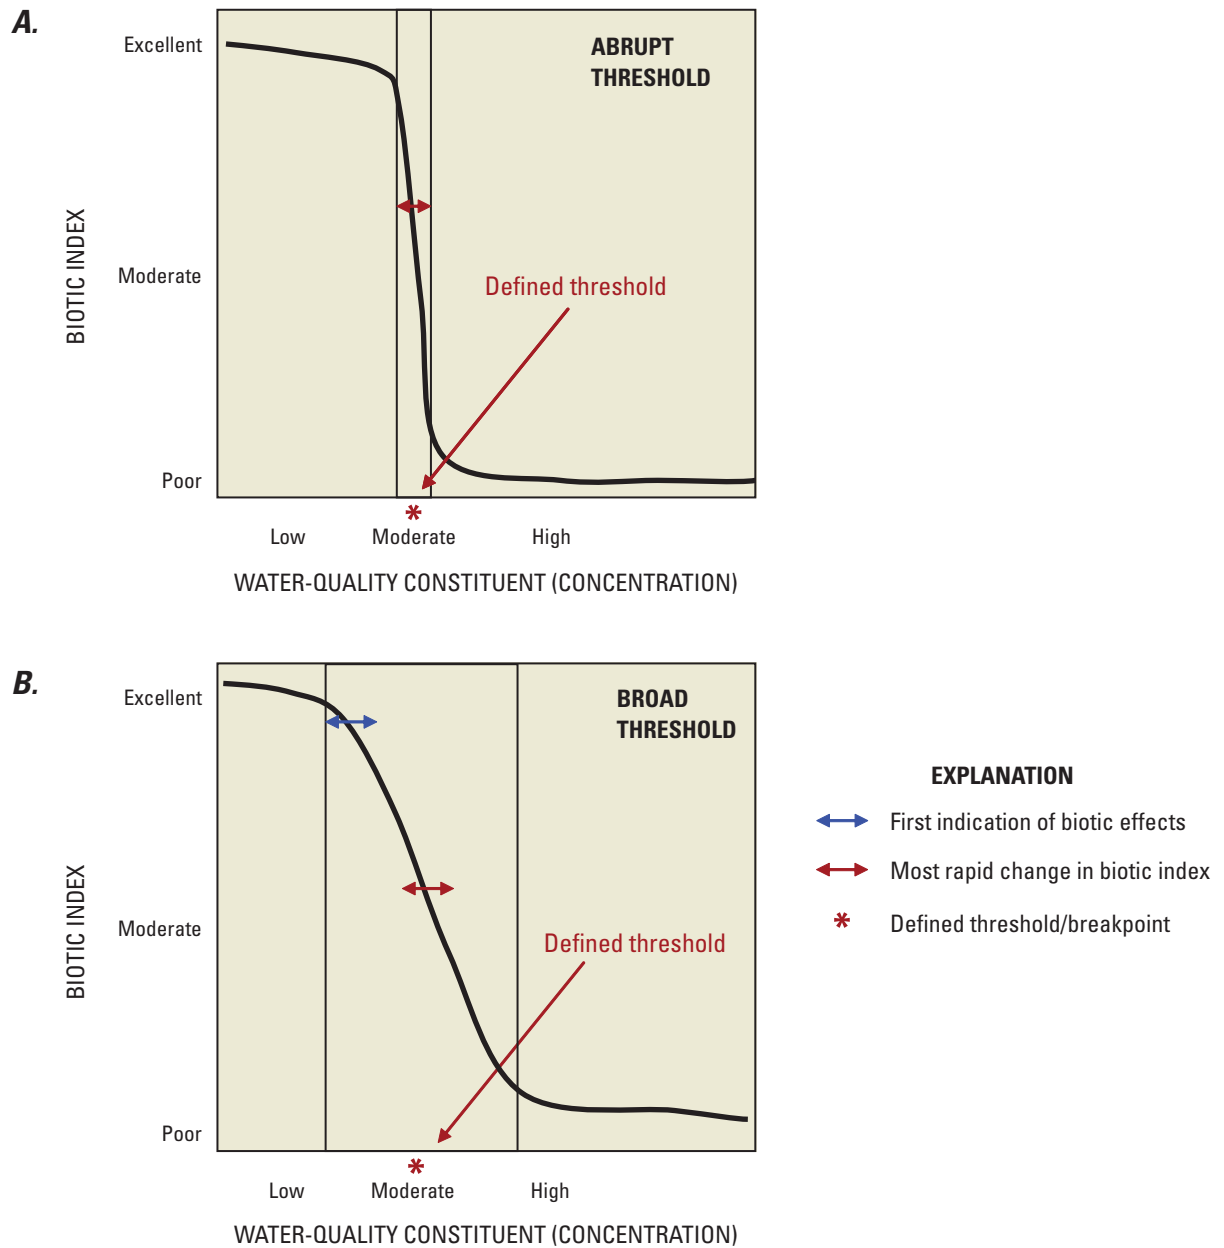 A.
Excellent
ABRUPT
THRESHOLD
BIOTIC INDEX
Moderate
Defined threshold
Poor
*
Low Moderate High
WATER-QUALITY CONSTITUENT (CONCENTRATION)
B.
Excellent
BROAD
THRESHOLD
BIOTIC INDEX
Moderate
Defined threshold
Poor
*
Low Moderate High
WATER-QUALITY CONSTITUENT (CONCENTRATION)
EXPLANATION
First indication of biotic effects
Most rapid change in biotic index
* Defined threshold/breakpoint